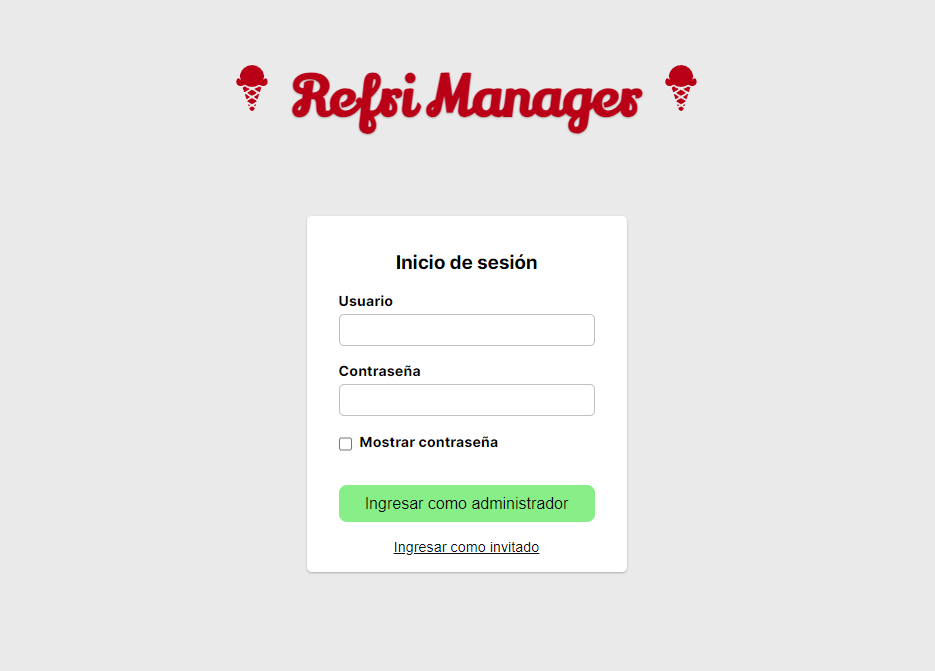 Refri Manager
Inicio de sesión
Usuario
Contraseña
Mostrar contraseña
Ingresar como administrador
Ingresar como invitado